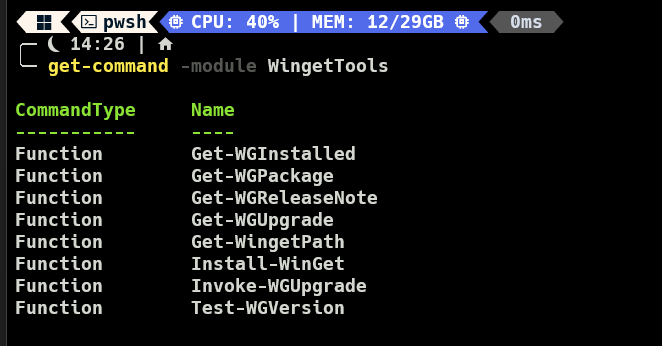 pwsh CPU: 40% | MEM: 12/29GB 0ms
14:26 |
get-command -module WingetTools
CommandType Name
----------- ----
Function Get-WGInstalled
Function Get-WGPackage
Function Get-WGReleaseNote
Function Get-WGUpgrade
Function Get-WingetPath
Function Install-WinGet
Function Invoke-WGUpgrade
Function Test-WGVersion